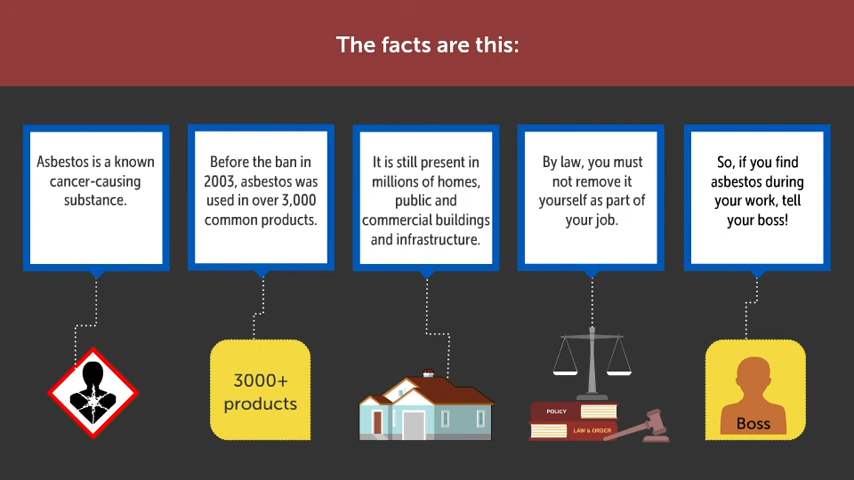 The facts are this:
Asbestos is a known
cancer-causing
substance.
Before the ban in
2003, asbestos was
used in over 3,000
common products.
It is still present in
millions of homes,
public and
commercial buildings
and infrastructure.
By law, you must
not remove it
yourself as part of
your job.
So, if you find
asbestos during
your work, tell
your boss!
3000+
products
POLICY
LAW & ORDER
Boss